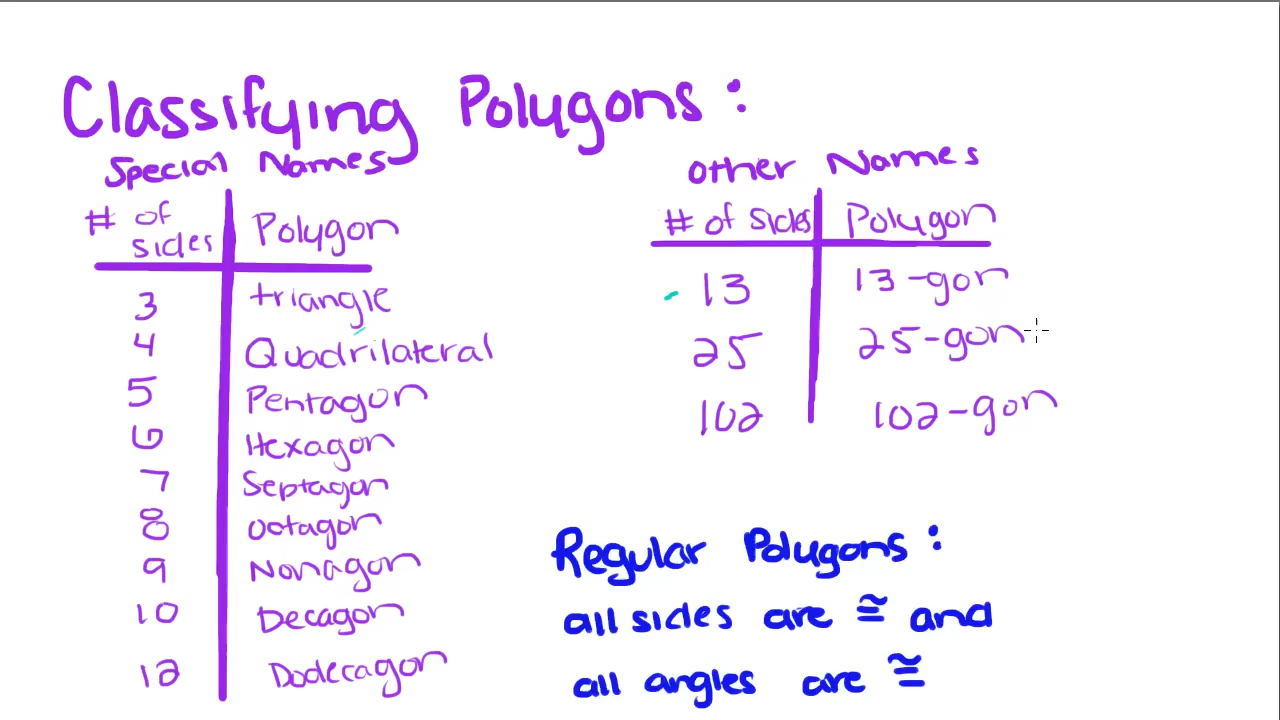 Classifying Polygons:
Special Names
# of sides Polygon
3 triangle
4 Quadrilateral
5 Pentagon
6 Hexagon
7 Septagon
8 Octagon
9 Nonagon
10 Decagon
12 Dodecagon
Other Names
# of Sides Polygon
13 13-gon
25 25-gon
102 102-gon
Regular Polygons:
all sides are ≅ and
all angles are ≅